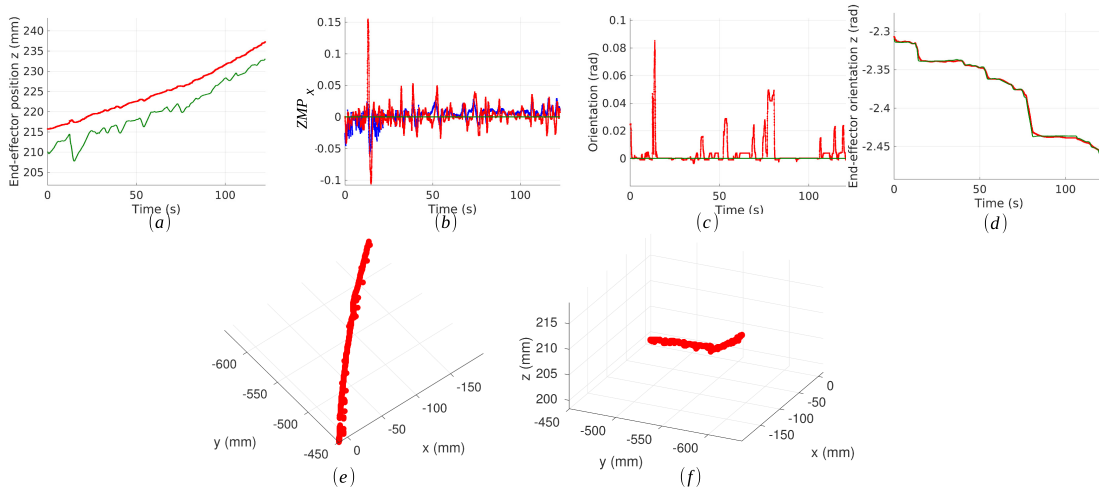 End-effector position z (mm)
240
235
230
225
220
215
210
205
0
100
Time (s)
(a)
ZMP x
0.15
0.10
0.05
0
-0.05
-0.1
0
50
100
Time (s)
(b)
Orientation (rad)
0.1
0.08
0.06
0.04
0.02
0
0
50
100
Time (s)
(c)
End-effector orientation z (rad)
-2.3
-2.35
-2.4
-2.45
0
50
100
Time (s)
(d)
-600
-550
-500
-450
y (mm)
0
-50
-100
-150
x (mm)
(e)
z (mm)
215
210
205
200
-450
-500
-550
-600
y (mm)
0
-50
-100
-150
x (mm)
(f)